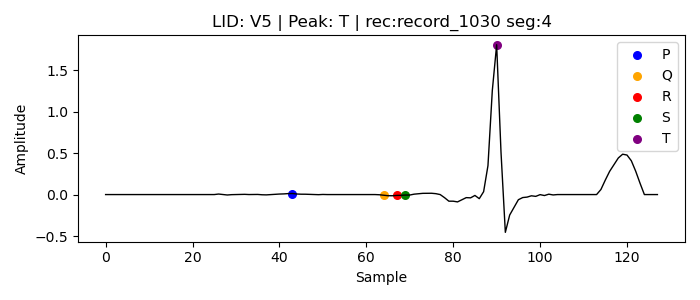 LID: V5 | Peak: T | rec:record_1030 seg:4
Amplitude
1.5
1.0
0.5
0.0
−0.5
P
Q
R
S
T
0 20 40 60 80 100 120
Sample